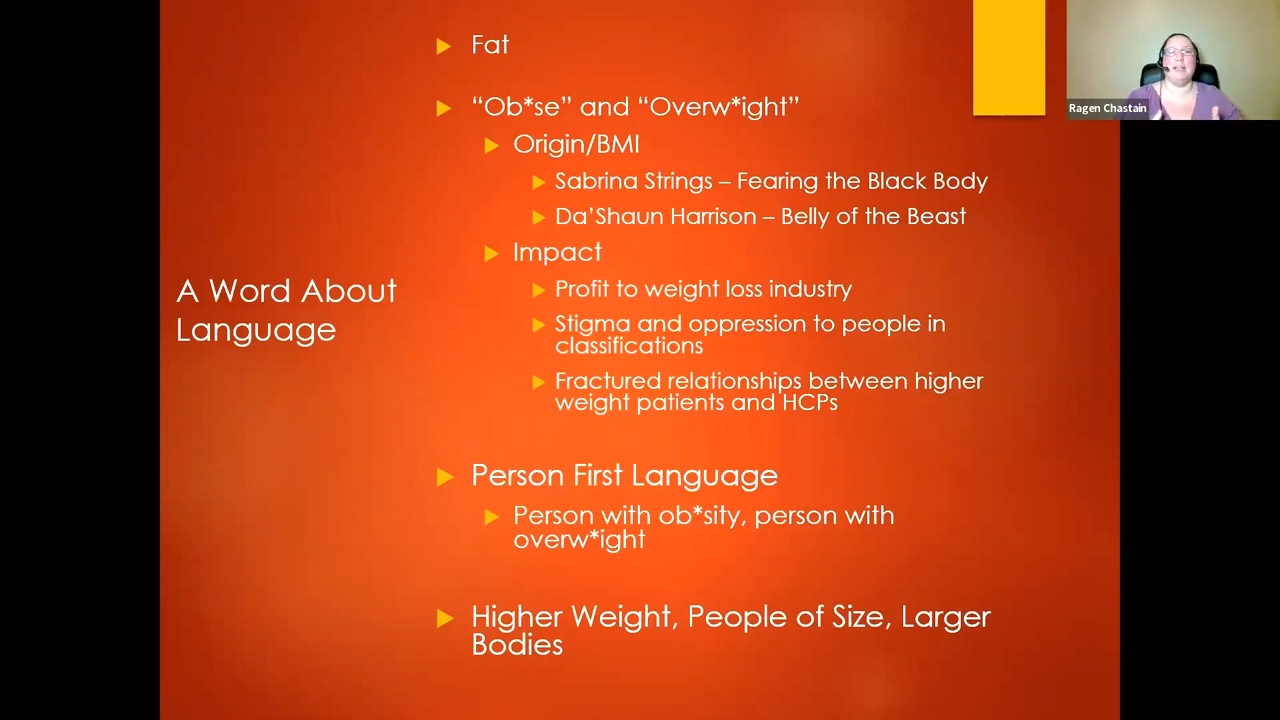 Fat
"Ob*se" and "Overw*ight"
Origin/BMI
Sabrina Strings – Fearing the Black Body
Da'Shaun Harrison – Belly of the Beast
Impact
Profit to weight loss industry
Stigma and oppression to people in
classifications
Fractured relationships between higher
weight patients and HCPs
A Word About
Language
Person First Language
Person with ob*sity, person with
overw*ight
Higher Weight, People of Size, Larger
Bodies
Ragen Chastain